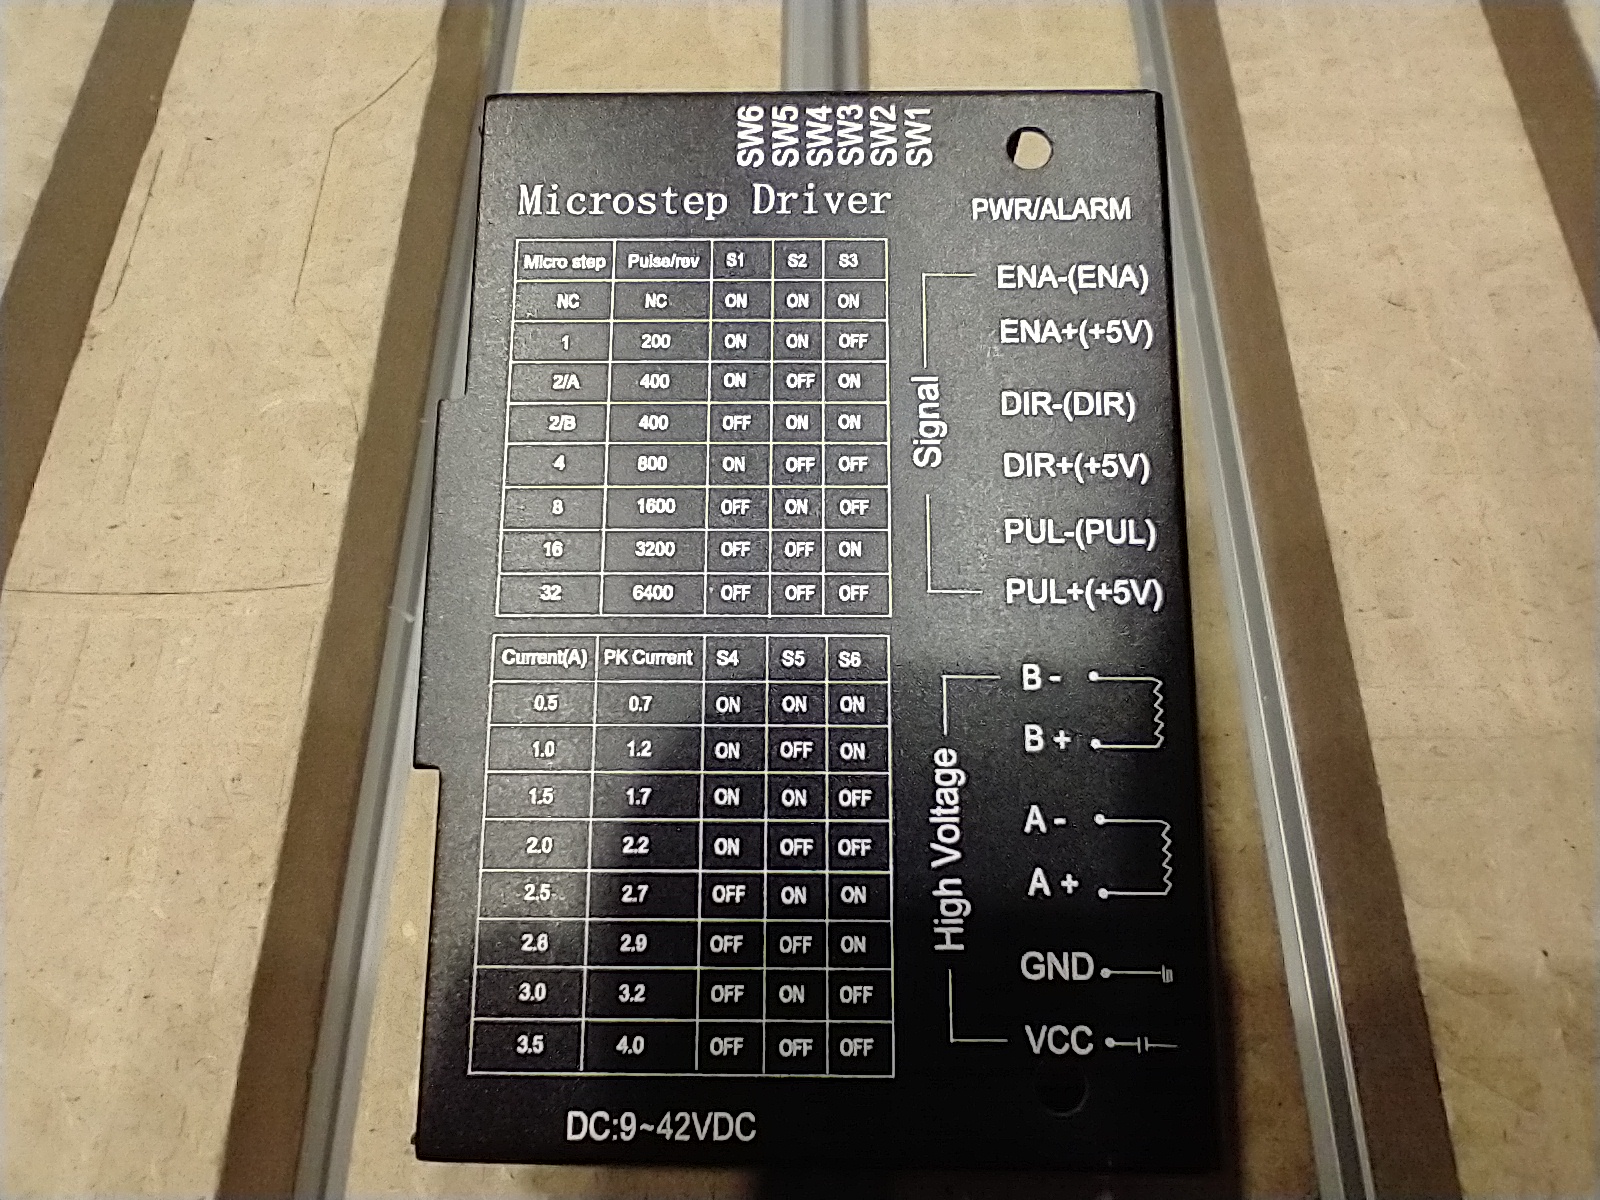 SW6
SW5
SW4
SW3
SW2
SW1
Microstep Driver
PWR/ALARM
Micro step Pulse/rev S1 S2 S3
NC NC ON ON ON
1 200 ON ON OFF
2/A 400 ON OFF ON
2/B 400 OFF ON ON
4 800 ON OFF OFF
8 1600 OFF ON OFF
16 3200 OFF OFF ON
32 6400 OFF OFF OFF
Current(A) PK Current S4 S5 S6
0.5 0.7 ON ON ON
1.0 1.2 ON OFF ON
1.5 1.7 ON ON OFF
2.0 2.2 ON OFF OFF
2.5 2.7 OFF ON ON
2.8 2.9 OFF OFF ON
3.0 3.2 OFF ON OFF
3.5 4.0 OFF OFF OFF
DC:9~42VDC
Signal
ENA-(ENA)
ENA+(+5V)
DIR-(DIR)
DIR+(+5V)
PUL-(PUL)
PUL+(+5V)
High Voltage
B -
B +
A -
A +
GND
VCC